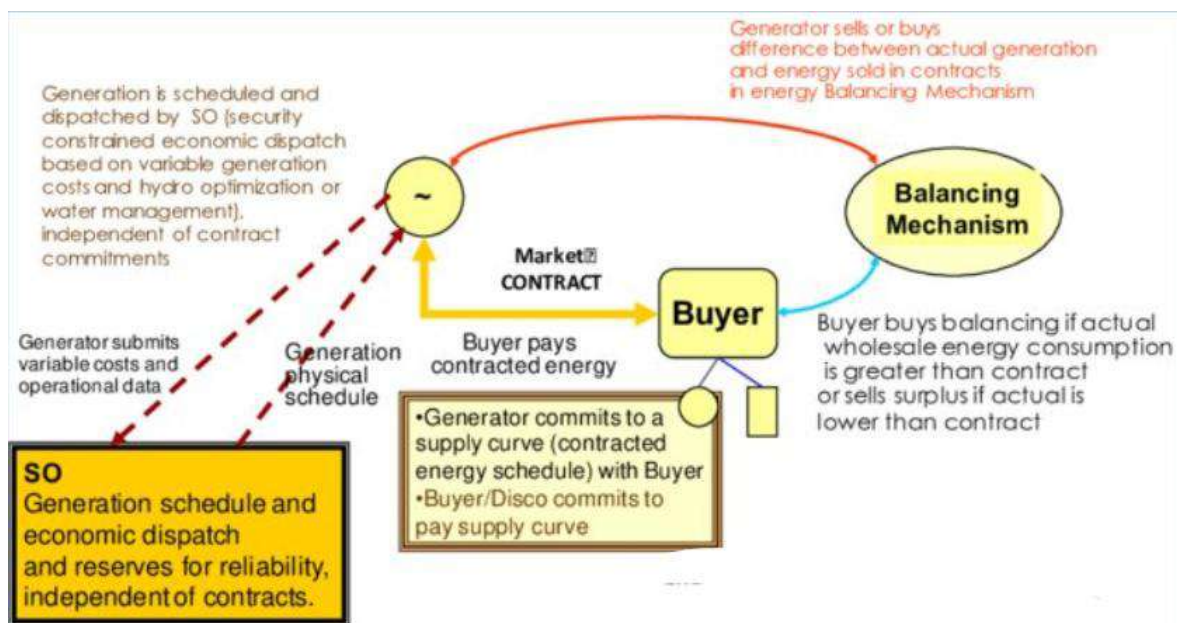 Generator sells or buys
difference between actual generation
and energy sold in contracts
in energy Balancing Mechanism
Generation is scheduled and
dispatched by SO (security
constrained economic dispatch
based on variable generation
costs and hydro optimization or
water management),
independent of contract
commitments
~
Balancing
Mechanism
Market
CONTRACT
Buyer
Buyer pays
contracted energy
Buyer buys balancing if actual
wholesale energy consumption
is greater than contract
or sells surplus if actual is
lower than contract
Generator submits
variable costs and
operational data
Generation
physical
schedule
•Generator commits to a
supply curve (contracted
energy schedule) with Buyer
•Buyer/Disco commits to
pay supply curve
SO
Generation schedule and
economic dispatch
and reserves for reliability,
independent of contracts.